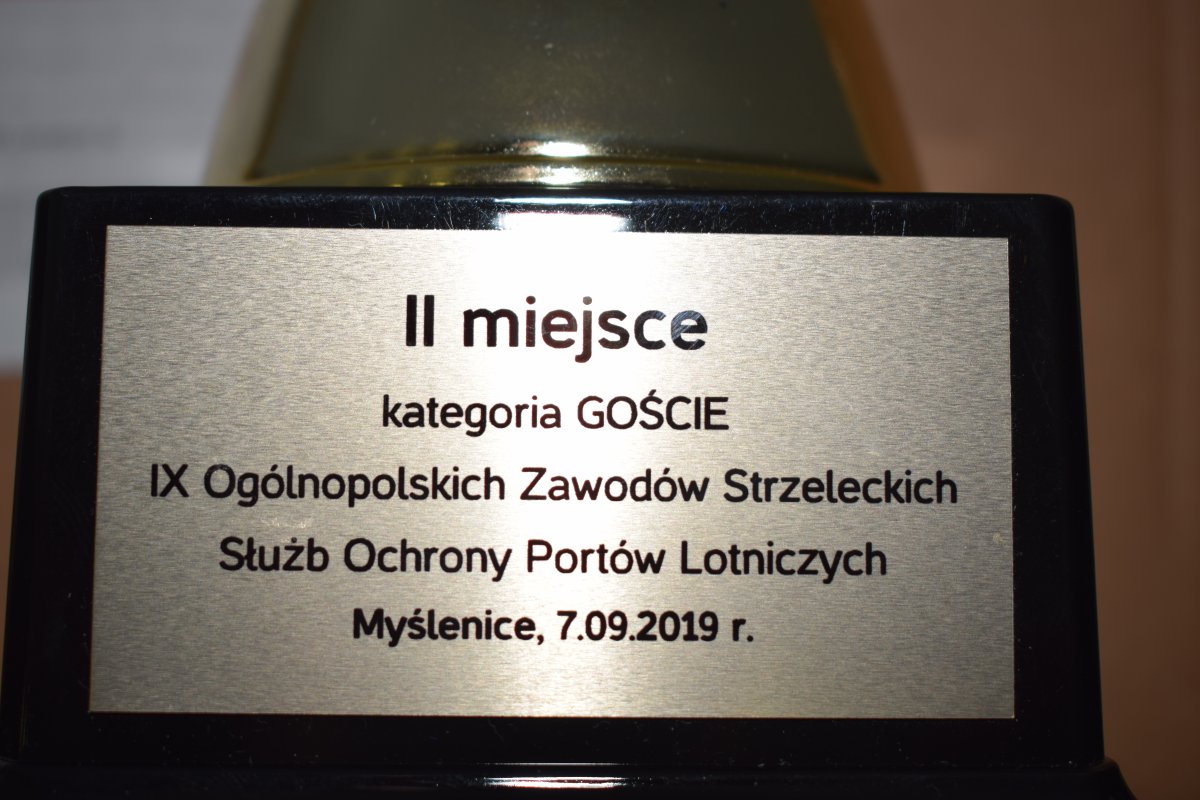 II miejsce
kategoria GOŚCIE
IX Ogólnopolskich Zawodów Strzeleckich
Służb Ochrony Portów Lotniczych
Myślenice, 7.09.2019 r.